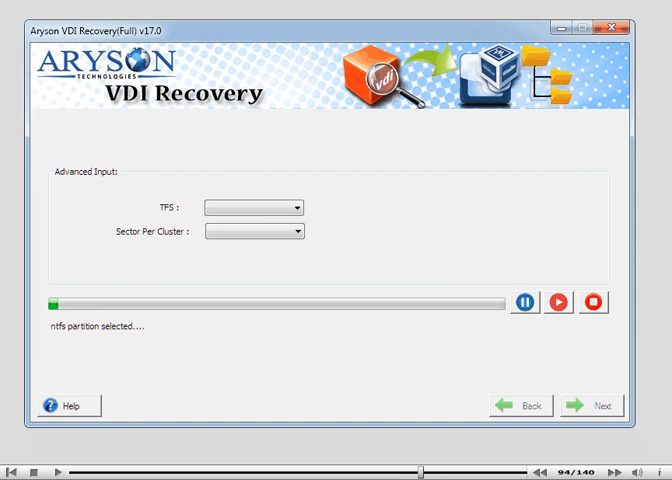 Aryson VDI Recovery(Full) v17.0
ARYSON
TECHNOLOGIES
VDI Recovery
vdi
Advanced Input:
TFS :
Sector Per Cluster :
ntfs partition selected....
? Help
Back
Next
94/140
i